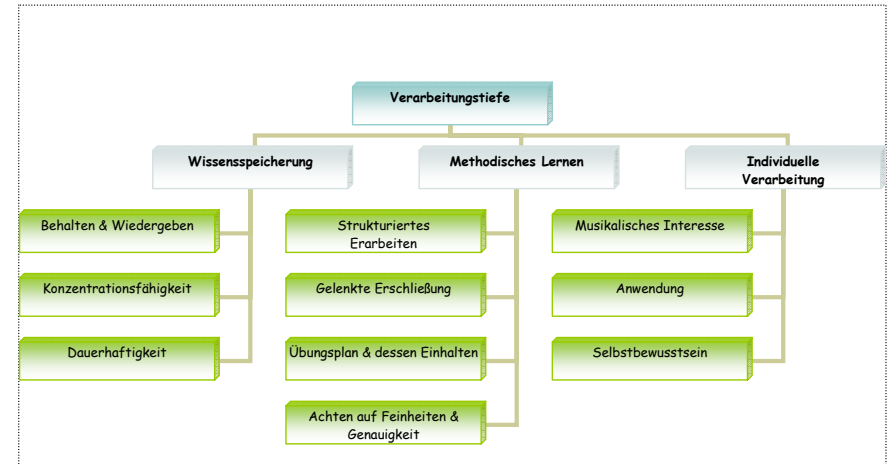 Verarbeitungstiefe
Wissensspeicherung
Methodisches Lernen
Individuelle
Verarbeitung
Behalten & Wiedergeben
Strukturiertes
Erarbeiten
Musikalisches Interesse
Konzentrationsfähigkeit
Gelenkte Erschließung
Anwendung
Dauerhaftigkeit
Übungsplan & dessen Einhalten
Selbstbewusstsein
Achten auf Feinheiten &
Genauigkeit